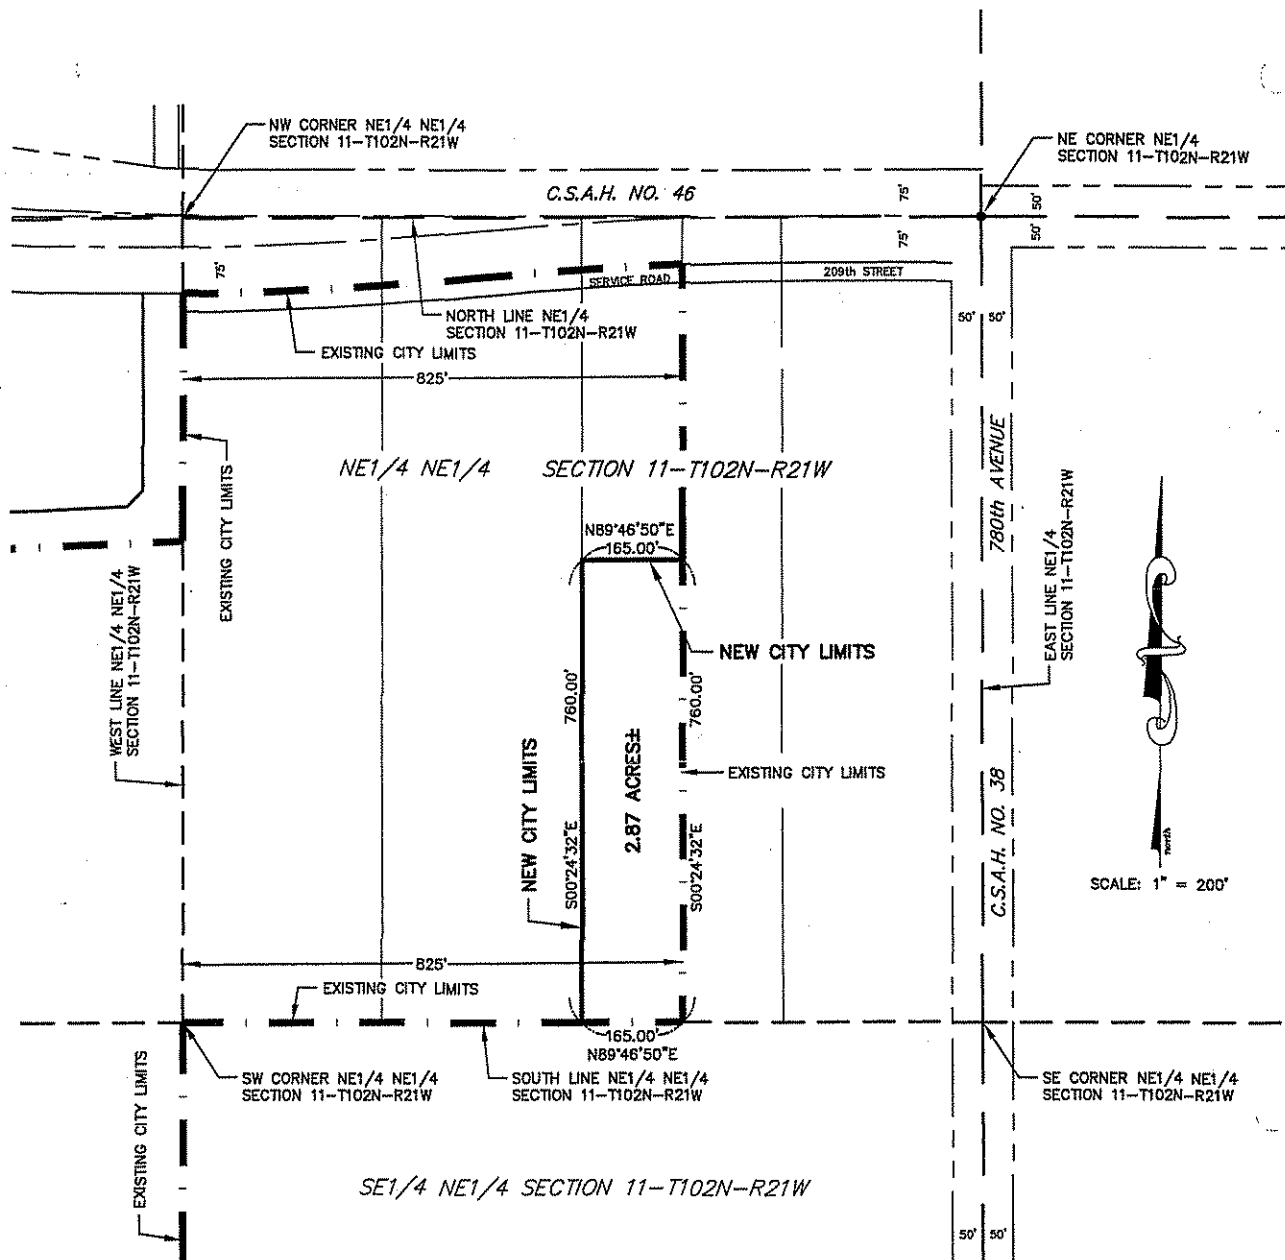 NW CORNER NE1/4 NE1/4
SECTION 11-T102N-R21W
NE CORNER NE1/4
SECTION 11-T102N-R21W
C.S.A.H. NO. 46
75'
75'
50'
50'
75'
SERVICE ROAD
209th STREET
NORTH LINE NE1/4
SECTION 11-T102N-R21W
50'
50'
EXISTING CITY LIMITS
825'
NE1/4 NE1/4
SECTION 11-T102N-R21W
780th AVENUE
EXISTING CITY LIMITS
EAST LINE NE1/4
SECTION 11-T102N-R21W
N89°46'50"E
165.00'
WEST LINE NE1/4 NE1/4
SECTION 11-T102N-R21W
NEW CITY LIMITS
760.00'
760.00'
NEW CITY LIMITS
2.87 ACRES±
EXISTING CITY LIMITS
S00°24'32"E
S00°24'32"E
C.S.A.H. NO. 38
north
SCALE: 1" = 200'
825'
EXISTING CITY LIMITS
165.00'
N89°46'50"E
EXISTING CITY LIMITS
SW CORNER NE1/4 NE1/4
SECTION 11-T102N-R21W
SOUTH LINE NE1/4 NE1/4
SECTION 11-T102N-R21W
SE CORNER NE1/4 NE1/4
SECTION 11-T102N-R21W
SE1/4 NE1/4 SECTION 11-T102N-R21W
50'
50'